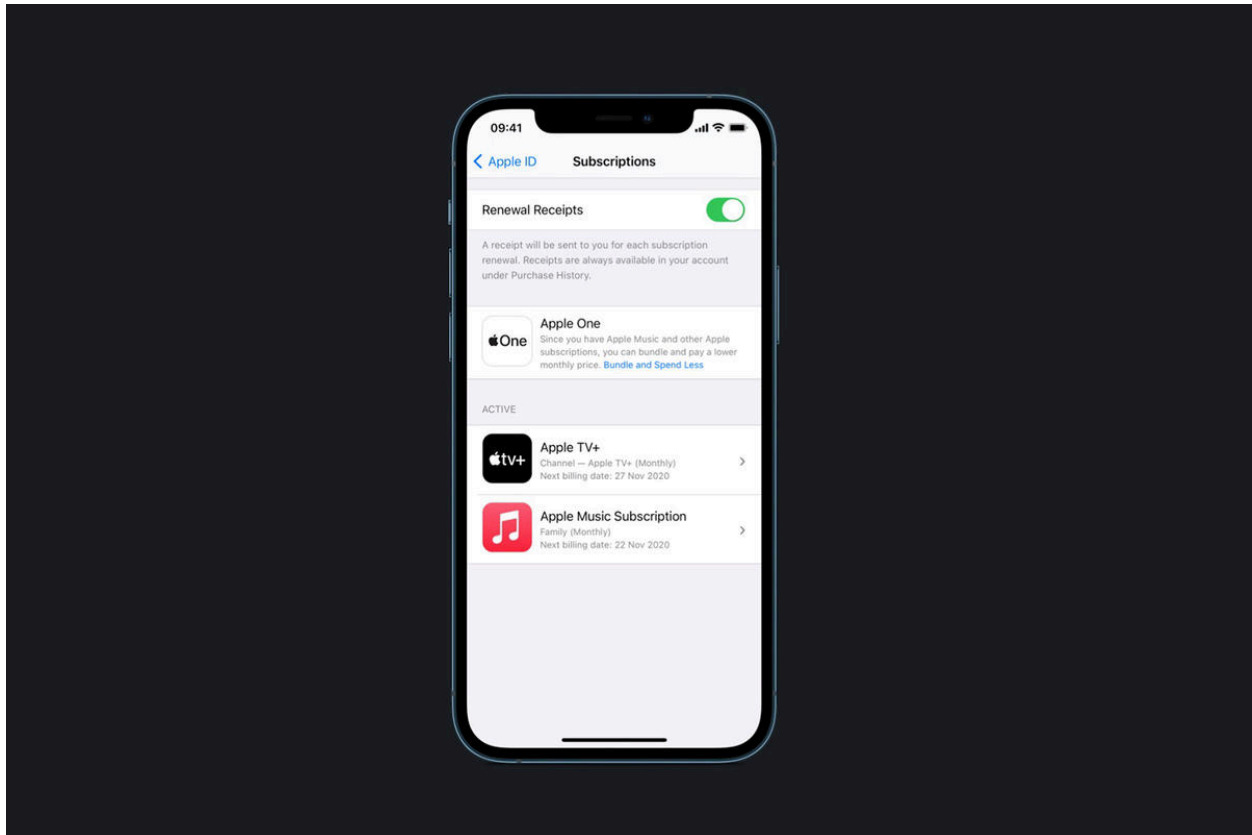 09:41
Apple ID
Subscriptions
Renewal Receipts
A receipt will be sent to you for each subscription
renewal. Receipts are always available in your account
under Purchase History.
One
Apple One
Since you have Apple Music and other Apple
subscriptions, you can bundle and pay a lower
monthly price. Bundle and Spend Less
ACTIVE
tv+
Apple TV+
Channel — Apple TV+ (Monthly)
Next billing date: 27 Nov 2020
Apple Music Subscription
Family (Monthly)
Next billing date: 22 Nov 2020